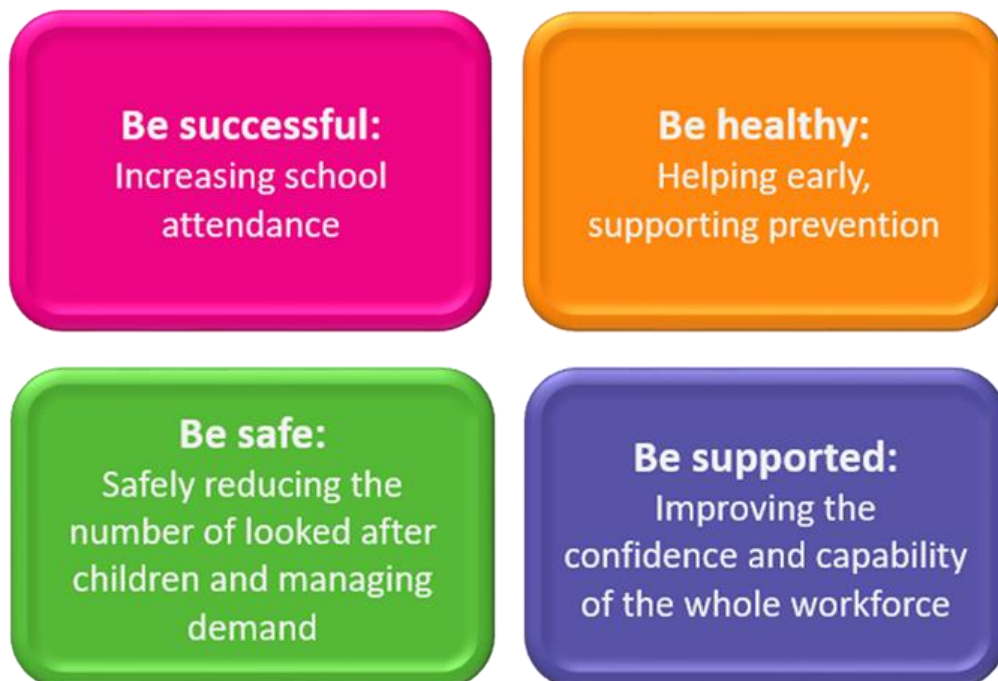 Be successful:
Increasing school
attendance
Be healthy:
Helping early,
supporting prevention
Be safe:
Safely reducing the
number of looked after
children and managing
demand
Be supported:
Improving the
confidence and capability
of the whole workforce